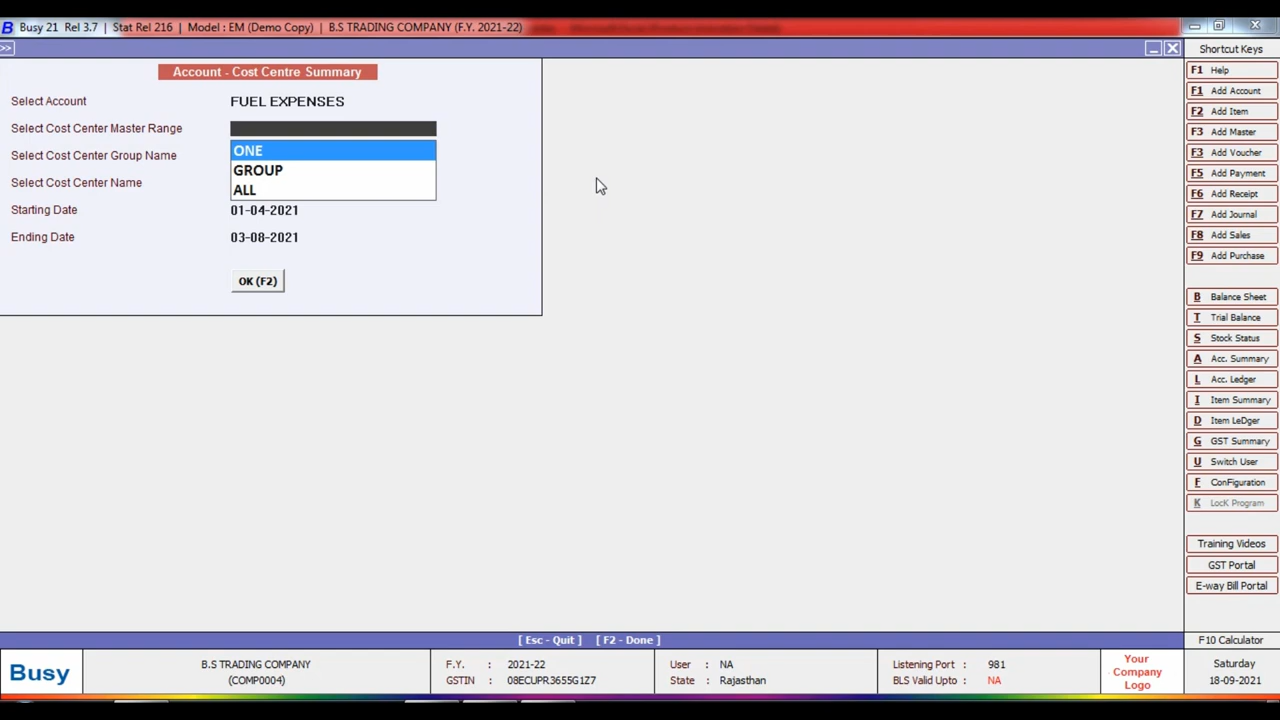 Busy 21 Rel 3.7 | Stat Rel 216 | Model : EM (Demo Copy) | B.S TRADING COMPANY (F.Y. 2021-22)
>>
Account - Cost Centre Summary
Select Account FUEL EXPENSES
Select Cost Center Master Range
Select Cost Center Group Name
Select Cost Center Name
ONE
GROUP
ALL
Starting Date 01-04-2021
Ending Date 03-08-2021
OK (F2)
Shortcut Keys
F1 Help
F1 Add Account
F2 Add Item
F3 Add Master
F3 Add Voucher
F5 Add Payment
F6 Add Receipt
F7 Add Journal
F8 Add Sales
F9 Add Purchase
B Balance Sheet
T Trial Balance
S Stock Status
A Acc. Summary
L Acc. Ledger
I Item Summary
D Item LeDger
G GST Summary
U Switch User
F ConFiguration
K LocK Program
Training Videos
GST Portal
E-way Bill Portal
[ Esc - Quit ] [ F2 - Done ]
F10 Calculator
Busy
B.S TRADING COMPANY
(COMP0004)
F.Y. : 2021-22
GSTIN : 08ECUPR3655G1Z7
User : NA
State : Rajasthan
Listening Port : 981
BLS Valid Upto : NA
Your
Company
Logo
Saturday
18-09-2021